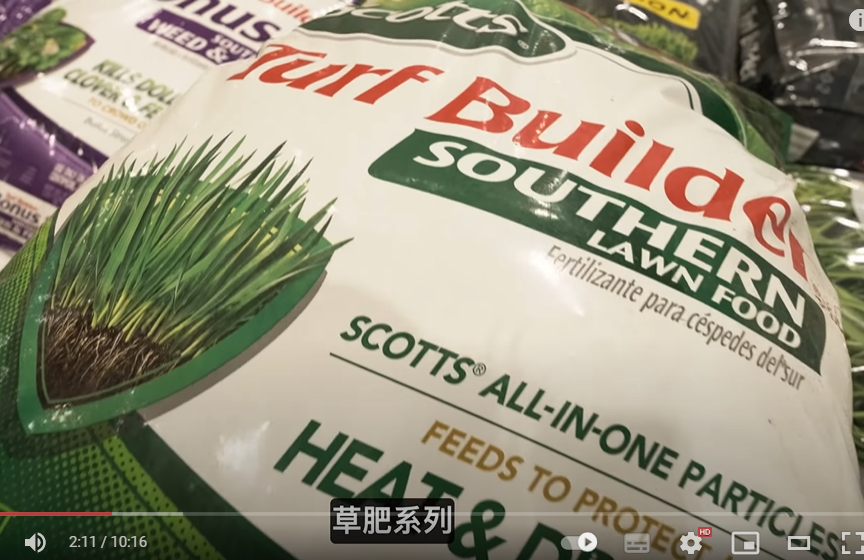 Scotts
Turf Builder
SOUTHERN
LAWN FOOD
Fertilizante para céspedes del sur
SCOTTS® ALL-IN-ONE PARTICLES
FEEDS TO PROTECT
HEAT &
WEED &
KILLS
CLOVER
草肥系列
2:11 / 10:16
HD